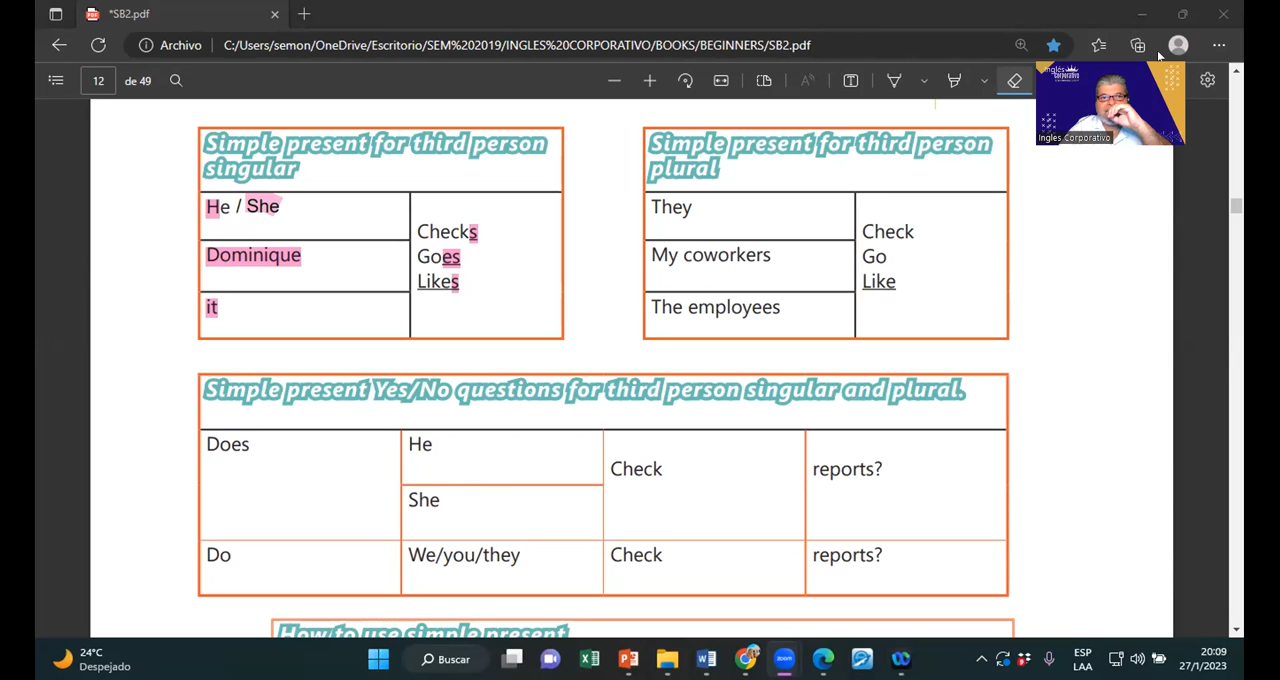 *SB2.pdf
Archivo
C:/Users/semon/OneDrive/Escritorio/SEM%202019/INGLES%20CORPORATIVO/BOOKS/BEGINNERS/SB2.pdf
12
de 49
Inglés
Corporativo
Ingles Corporativo
Simple present for third person
singular
He / She
Dominique
it
Checks
Goes
Likes
Simple present for third person
plural
They
My coworkers
The employees
Check
Go
Like
Simple present Yes/No questions for third person singular and plural.
Does
He
Check
reports?
She
Do
We/you/they
Check
reports?
How to use simple present
24°C
Despejado
Buscar
zoom
ESP
LAA
20:09
27/1/2023